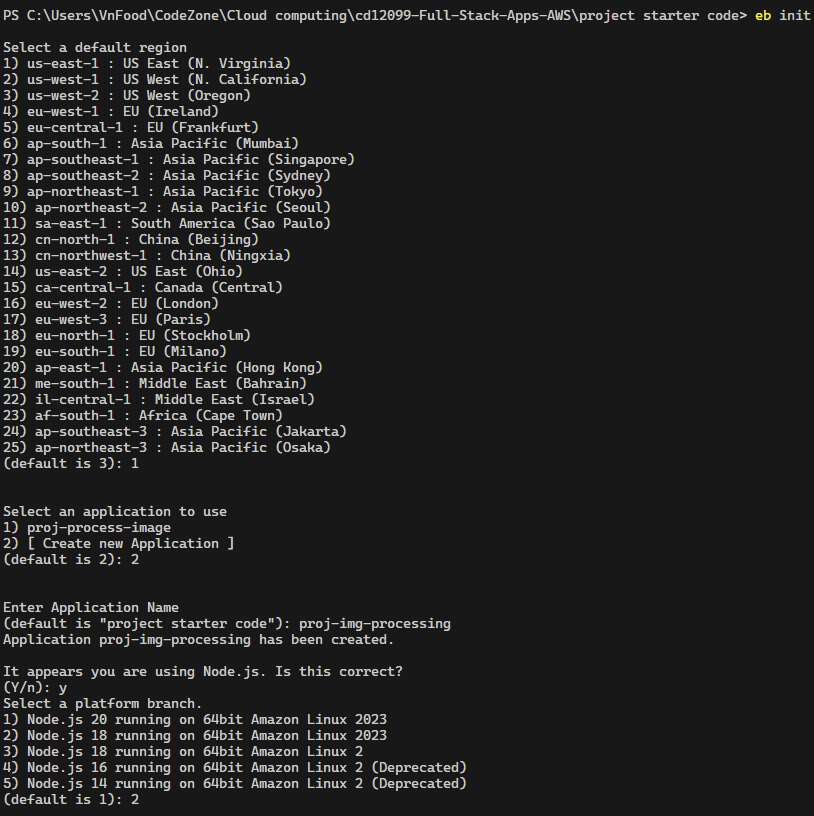 PS C:\Users\VnFood\CodeZone\Cloud computing\cd12099-Full-Stack-Apps-AWS\project starter code> eb init
Select a default region
1) us-east-1 : US East (N. Virginia)
2) us-west-1 : US West (N. California)
3) us-west-2 : US West (Oregon)
4) eu-west-1 : EU (Ireland)
5) eu-central-1 : EU (Frankfurt)
6) ap-south-1 : Asia Pacific (Mumbai)
7) ap-southeast-1 : Asia Pacific (Singapore)
8) ap-southeast-2 : Asia Pacific (Sydney)
9) ap-northeast-1 : Asia Pacific (Tokyo)
10) ap-northeast-2 : Asia Pacific (Seoul)
11) sa-east-1 : South America (Sao Paulo)
12) cn-north-1 : China (Beijing)
13) cn-northwest-1 : China (Ningxia)
14) us-east-2 : US East (Ohio)
15) ca-central-1 : Canada (Central)
16) eu-west-2 : EU (London)
17) eu-west-3 : EU (Paris)
18) eu-north-1 : EU (Stockholm)
19) eu-south-1 : EU (Milano)
20) ap-east-1 : Asia Pacific (Hong Kong)
21) me-south-1 : Middle East (Bahrain)
22) il-central-1 : Middle East (Israel)
23) af-south-1 : Africa (Cape Town)
24) ap-southeast-3 : Asia Pacific (Jakarta)
25) ap-northeast-3 : Asia Pacific (Osaka)
(default is 3): 1
Select an application to use
1) proj-process-image
2) [ Create new Application ]
(default is 2): 2
Enter Application Name
(default is "project starter code"): proj-img-processing
Application proj-img-processing has been created.
It appears you are using Node.js. Is this correct?
(Y/n): y
Select a platform branch.
1) Node.js 20 running on 64bit Amazon Linux 2023
2) Node.js 18 running on 64bit Amazon Linux 2023
3) Node.js 18 running on 64bit Amazon Linux 2
4) Node.js 16 running on 64bit Amazon Linux 2 (Deprecated)
5) Node.js 14 running on 64bit Amazon Linux 2 (Deprecated)
(default is 1): 2